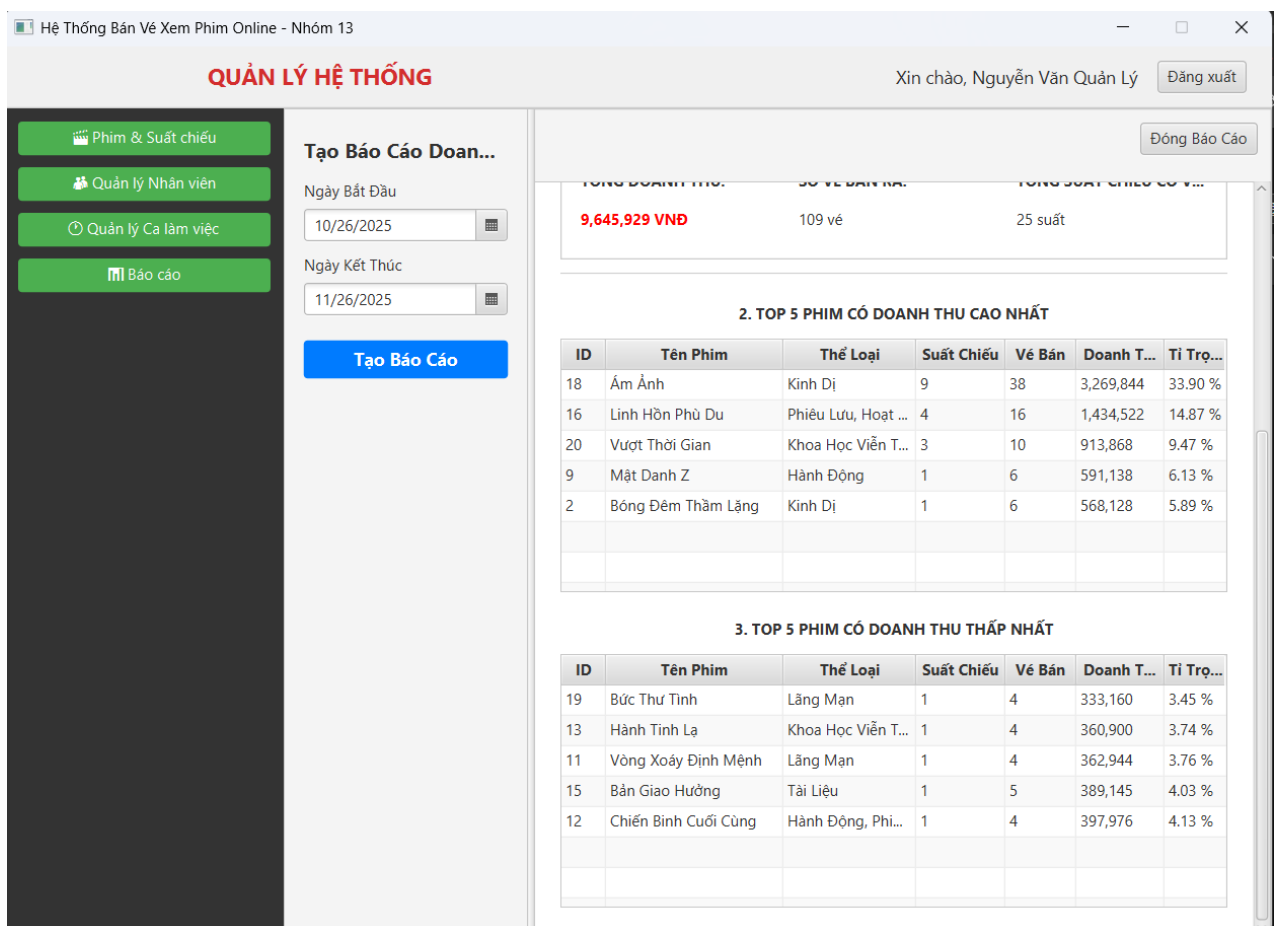 Hệ Thống Bán Vé Xem Phim Online - Nhóm 13
QUẢN LÝ HỆ THỐNG
Xin chào, Nguyễn Văn Quản Lý
Đăng xuất
Phim & Suất chiếu
Quản lý Nhân viên
Quản lý Ca làm việc
Báo cáo
Tạo Báo Cáo Doan...
Ngày Bắt Đầu
10/26/2025
Ngày Kết Thúc
11/26/2025
Tạo Báo Cáo
Đóng Báo Cáo
TỔNG DOANH THU: SỐ VÉ BÁN RA: TỔNG SUẤT CHIẾU CÓ V...
9,645,929 VNĐ 109 vé 25 suất
2. TOP 5 PHIM CÓ DOANH THU CAO NHẤT
ID Tên Phim Thể Loại Suất Chiếu Vé Bán Doanh T... Tỉ Trọ...
18 Ám Ảnh Kinh Dị 9 38 3,269,844 33.90 %
16 Linh Hồn Phù Du Phiêu Lưu, Hoạt ... 4 16 1,434,522 14.87 %
20 Vượt Thời Gian Khoa Học Viễn T... 3 10 913,868 9.47 %
9 Mật Danh Z Hành Động 1 6 591,138 6.13 %
2 Bóng Đêm Thầm Lặng Kinh Dị 1 6 568,128 5.89 %
3. TOP 5 PHIM CÓ DOANH THU THẤP NHẤT
ID Tên Phim Thể Loại Suất Chiếu Vé Bán Doanh T... Tỉ Trọ...
19 Bức Thư Tình Lãng Mạn 1 4 333,160 3.45 %
13 Hành Tinh Lạ Khoa Học Viễn T... 1 4 360,900 3.74 %
11 Vòng Xoáy Định Mệnh Lãng Mạn 1 4 362,944 3.76 %
15 Bản Giao Hưởng Tài Liệu 1 5 389,145 4.03 %
12 Chiến Binh Cuối Cùng Hành Động, Phi... 1 4 397,976 4.13 %